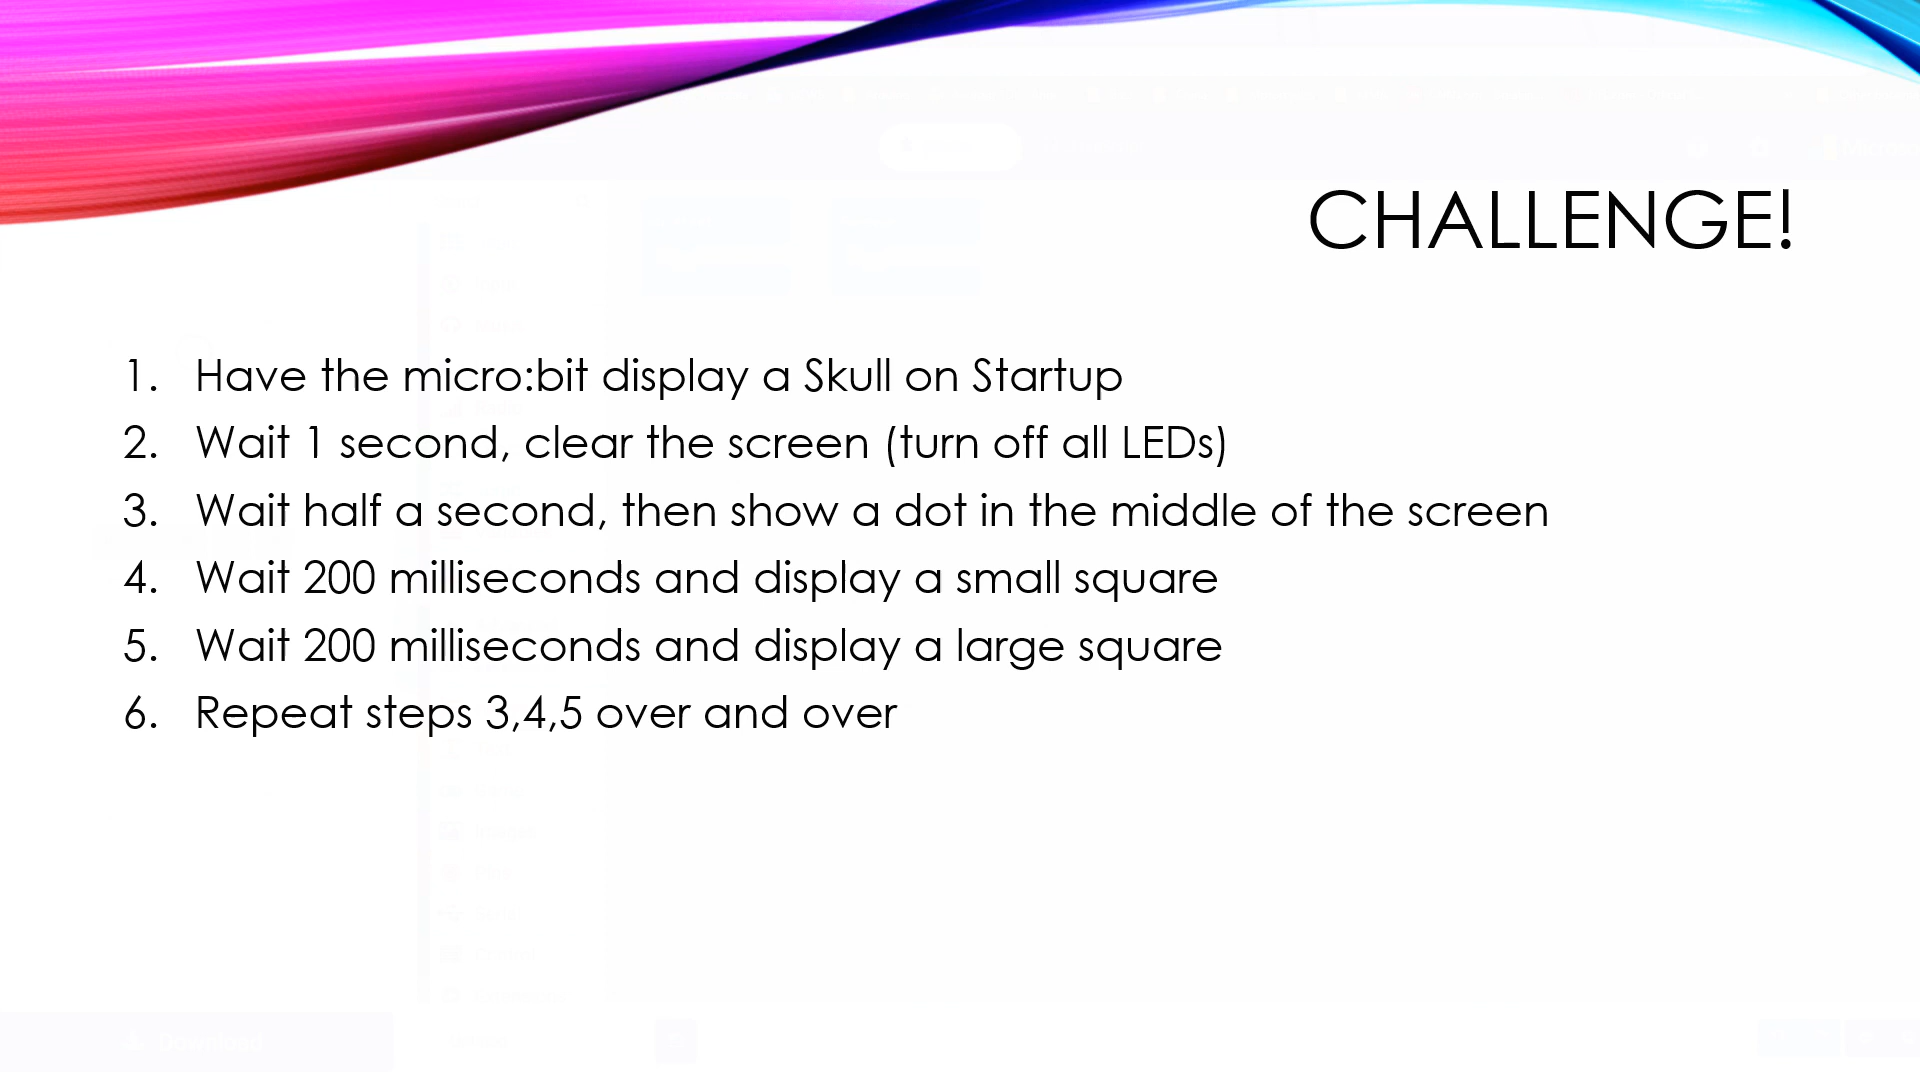 CHALLENGE!
1. Have the micro:bit display a Skull on Startup
2. Wait 1 second, clear the screen (turn off all LEDs)
3. Wait half a second, then show a dot in the middle of the screen
4. Wait 200 milliseconds and display a small square
5. Wait 200 milliseconds and display a large square
6. Repeat steps 3,4,5 over and over